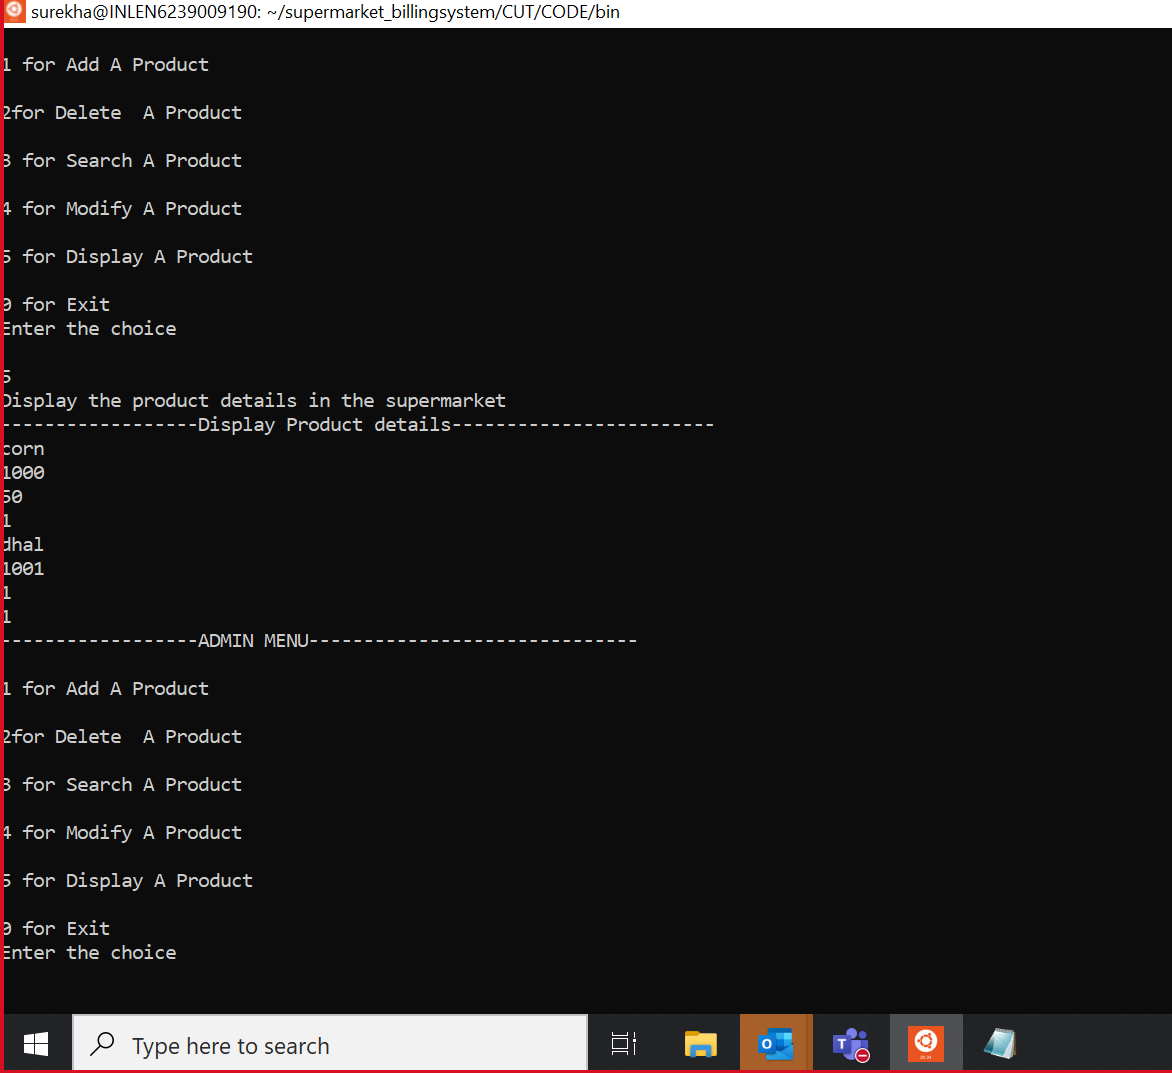 surekha@INLEN6239009190: ~/supermarket_billingsystem/CUT/CODE/bin
1 for Add A Product
2for Delete  A Product
3 for Search A Product
4 for Modify A Product
5 for Display A Product
0 for Exit
Enter the choice
5
Display the product details in the supermarket
------------------Display Product details------------------------
corn
1000
50
1
dhal
1001
1
1
------------------ADMIN MENU------------------------------
1 for Add A Product
2for Delete  A Product
3 for Search A Product
4 for Modify A Product
5 for Display A Product
0 for Exit
Enter the choice
Type here to search